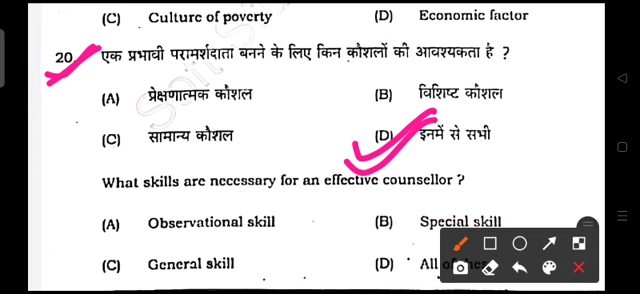 (C) Culture of poverty (D) Economic factor
20. एक प्रभावी परामर्शदाता बनने के लिए किन कौशलों की आवश्यकता है ?
(A) प्रेक्षणात्मक कौशल (B) विशिष्ट कौशल
(C) सामान्य कौशल (D) इनमें से सभी
What skills are necessary for an effective counsellor ?
(A) Observational skill (B) Special skill
(C) General skill (D) All of